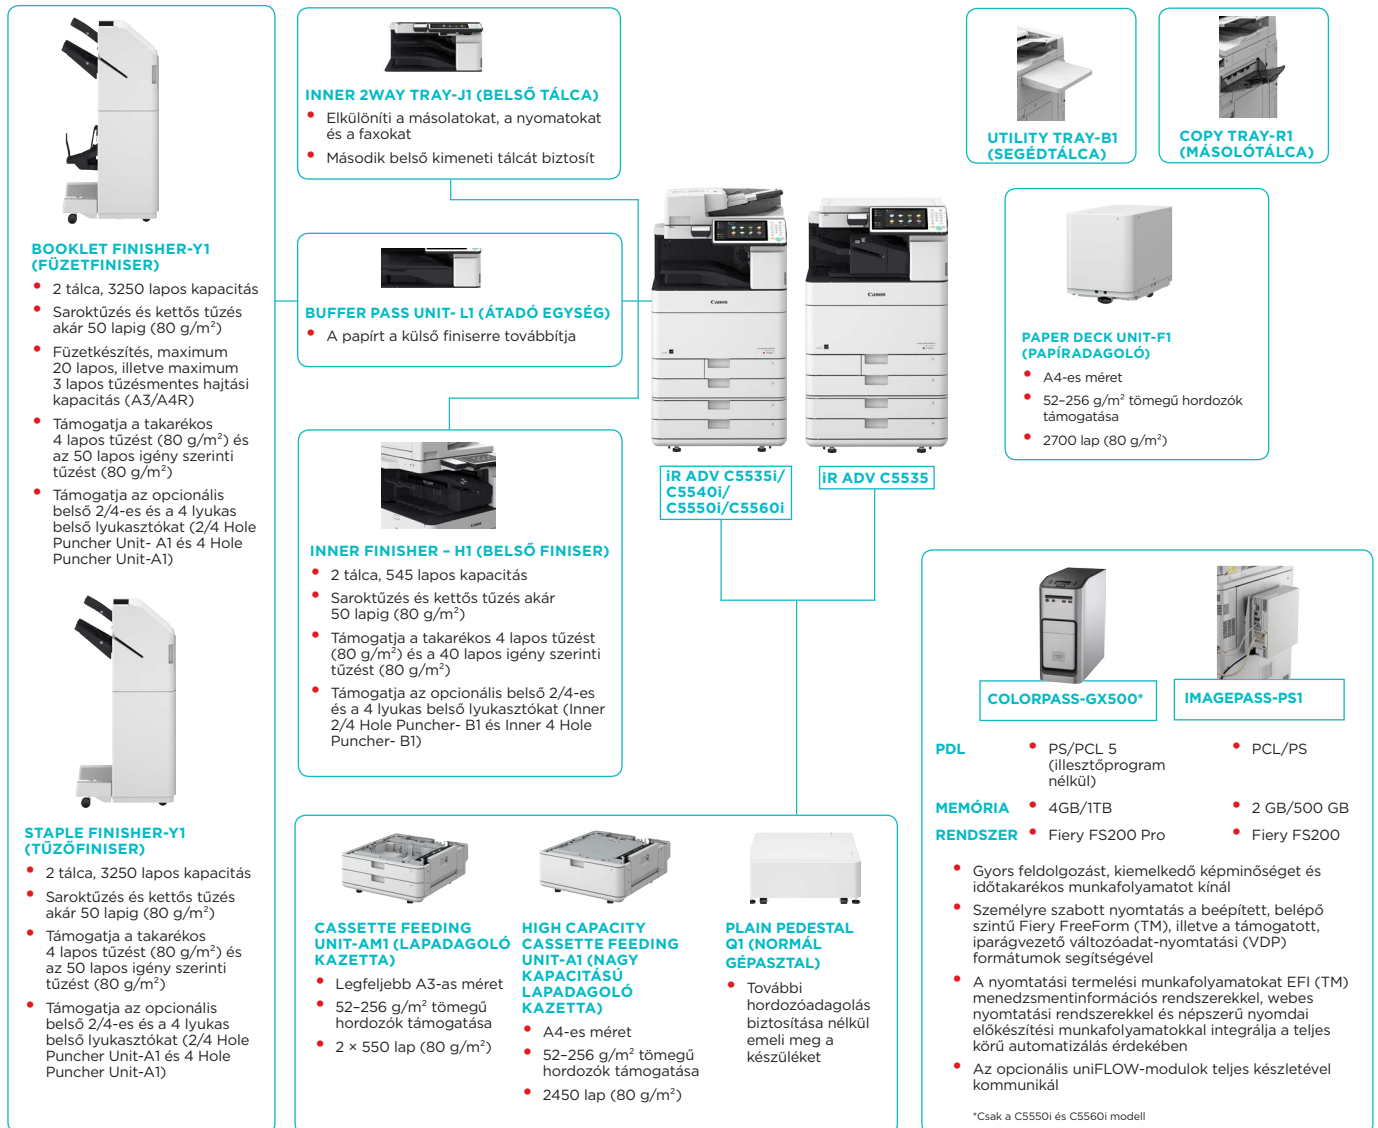 BOOKLET FINISHER-Y1
(FÜZETFINISER)
• 2 tálca, 3250 lapos kapacitás
• Saroktűzés és kettős tűzés
akár 50 lapig (80 g/m²)
• Füzetkészítés, maximum
20 lapos, illetve maximum
3 lapos tűzésmentes hajtási
kapacitás (A3/A4R)
• Támogatja a takarékos
4 lapos tűzést (80 g/m²) és
az 50 lapos igény szerinti
tűzést (80 g/m²)
• Támogatja az opcionális
belső 2/4-es és a 4 lyukas
belső lyukasztókat (2/4 Hole
Puncher Unit- A1 és 4 Hole
Puncher Unit-A1)
STAPLE FINISHER-Y1
(TŰZŐFINISER)
• 2 tálca, 3250 lapos kapacitás
• Saroktűzés és kettős tűzés
akár 50 lapig (80 g/m²)
• Támogatja a takarékos
4 lapos tűzést (80 g/m²) és
az 50 lapos igény szerinti
tűzést (80 g/m²)
• Támogatja az opcionális
belső 2/4-es és a 4 lyukas
belső lyukasztókat (2/4 Hole
Puncher Unit-A1 és 4 Hole
Puncher Unit-A1)
INNER 2WAY TRAY-J1 (BELSŐ TÁLCA)
• Elkülöníti a másolatokat, a nyomatokat
és a faxokat
• Második belső kimeneti tálcát biztosít
BUFFER PASS UNIT- L1 (ÁTADÓ EGYSÉG)
• A papírt a külső finiserre továbbítja
INNER FINISHER – H1 (BELSŐ FINISER)
• 2 tálca, 545 lapos kapacitás
• Saroktűzés és kettős tűzés akár
50 lapig (80 g/m²)
• Támogatja a takarékos 4 lapos tűzést
(80 g/m²) és a 40 lapos igény szerinti
tűzést (80 g/m²)
• Támogatja az opcionális belső 2/4-es
és a 4 lyukas belső lyukasztókat (Inner
2/4 Hole Puncher- B1 és Inner 4 Hole
Puncher- B1)
Canon
Canon
iR ADV C5535i/
C5540i/
C5550i/C5560i
iR ADV C5535
UTILITY TRAY-B1
(SEGÉDTÁLCA)
COPY TRAY-R1
(MÁSOLÓTÁLCA)
PAPER DECK UNIT-F1
(PAPÍRADAGOLÓ)
• A4-es méret
• 52–256 g/m² tömegű hordozók
támogatása
• 2700 lap (80 g/m²)
CASSETTE FEEDING
UNIT-AM1 (LAPADAGOLÓ
KAZETTA)
• Legfeljebb A3-as méret
• 52–256 g/m² tömegű
hordozók támogatása
• 2 × 550 lap (80 g/m²)
HIGH CAPACITY
CASSETTE FEEDING
UNIT-A1 (NAGY
KAPACITÁSÚ
LAPADAGOLÓ
KAZETTA)
• A4-es méret
• 52–256 g/m² tömegű
hordozók támogatása
• 2450 lap (80 g/m²)
PLAIN PEDESTAL
Q1 (NORMÁL
GÉPASZTAL)
• További
hordozóadagolás
biztosítása nélkül
emeli meg a
készüléket
COLORPASS-GX500*
IMAGEPASS-PS1
PDL • PS/PCL 5 • PCL/PS
(illesztőprogram
nélkül)
MEMÓRIA • 4GB/1TB • 2 GB/500 GB
RENDSZER • Fiery FS200 Pro • Fiery FS200
• Gyors feldolgozást, kiemelkedő képminőséget és
időtakarékos munkafolyamatot kínál
• Személyre szabott nyomtatás a beépített, belépő
szintű Fiery FreeForm (TM), illetve a támogatott,
iparágvezető változóadat-nyomtatási (VDP)
formátumok segítségével
• A nyomtatási termelési munkafolyamatokat EFI (TM)
menedzsmentinformációs rendszerekkel, webes
nyomtatási rendszerekkel és népszerű nyomdai
előkészítési munkafolyamatokkal integrálja a teljes
körű automatizálás érdekében
• Az opcionális uniFLOW-modulok teljes készletével
kommunikál
*Csak a C5550i és C5560i modell